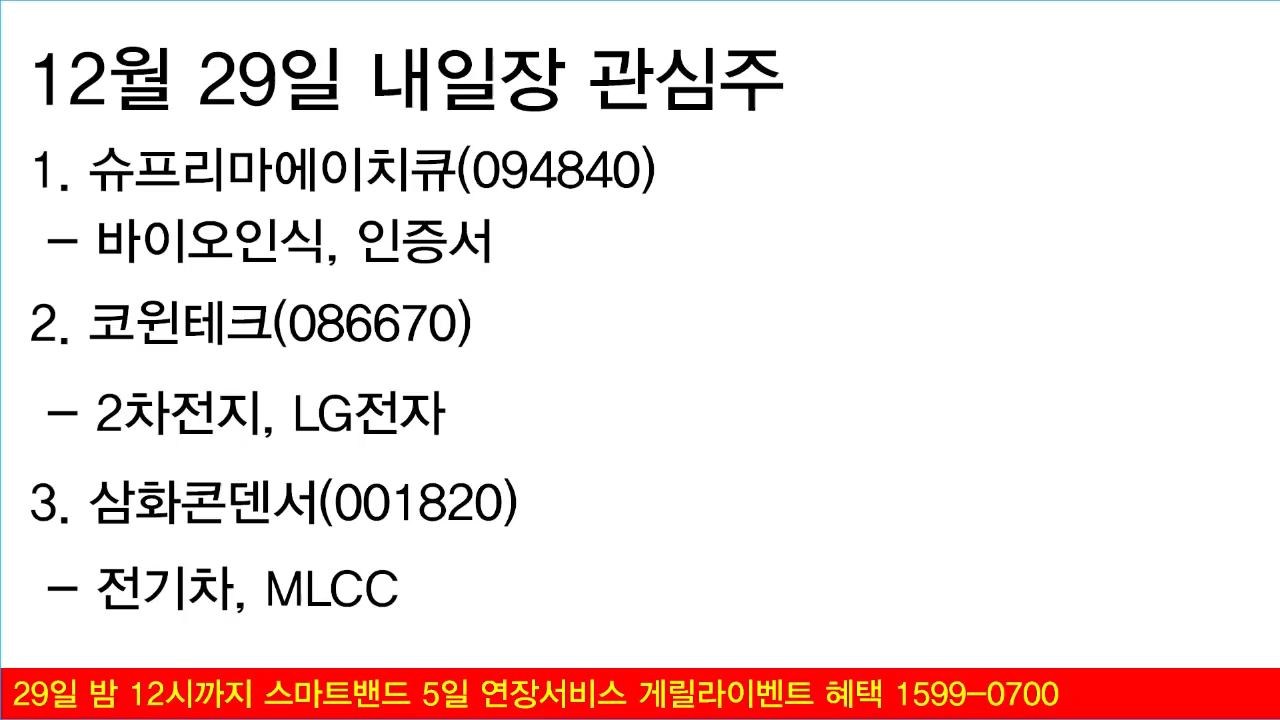 12월 29일 내일장 관심주
1. 슈프리마에이치큐(094840)
- 바이오인식, 인증서
2. 코윈테크(086670)
- 2차전지, LG전자
3. 삼화콘덴서(001820)
- 전기차, MLCC
29일 밤 12시까지 스마트밴드 5일 연장서비스 게릴라이벤트 혜택 1599-0700